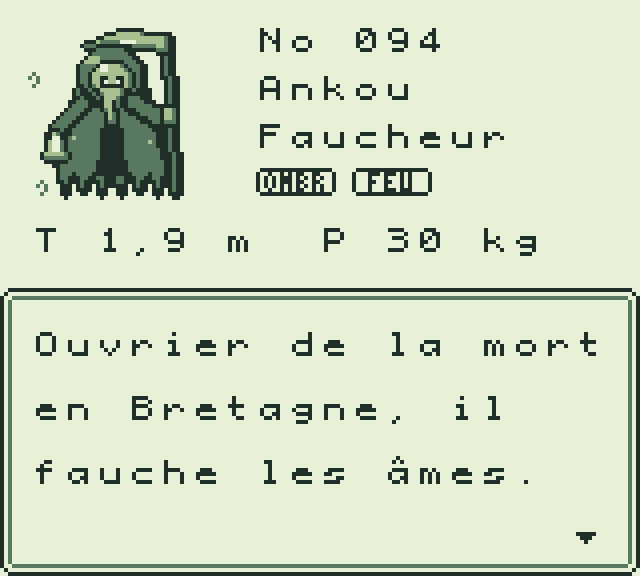 No 094
Ankou
Faucheur
OMBR FEU
T 1,9 m P 30 kg
Ouvrier de la mort
en Bretagne, il
fauche les âmes.